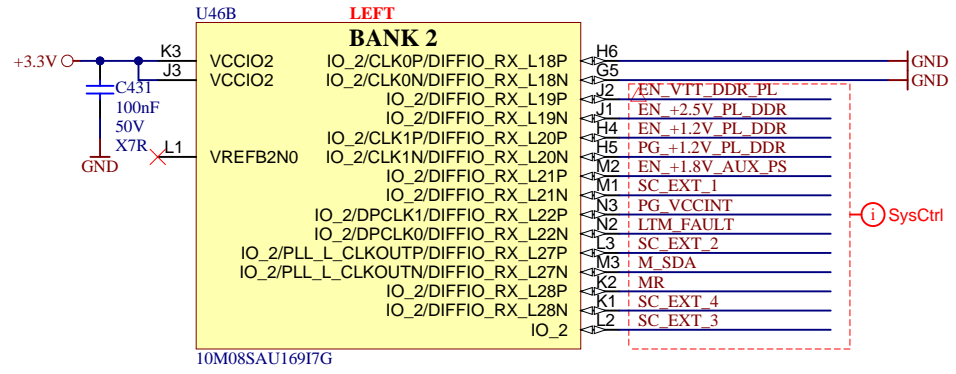 U46B LEFT
BANK 2
+3.3V K3 VCCIO2 IO_2/CLK0P/DIFFIO_RX_L18P H6 GND
J3 VCCIO2 IO_2/CLK0N/DIFFIO_RX_L18N G5 GND
C431 IO_2/DIFFIO_RX_L19P J2 EN_VTT_DDR_PL
100nF IO_2/DIFFIO_RX_L19N J1 EN_+2.5V_PL_DDR
50V IO_2/CLK1P/DIFFIO_RX_L20P H4 EN_+1.2V_PL_DDR
X7R L1 VREFB2N0 IO_2/CLK1N/DIFFIO_RX_L20N H5 PG_+1.2V_PL_DDR
GND IO_2/DIFFIO_RX_L21P M2 EN_+1.8V_AUX_PS
IO_2/DIFFIO_RX_L21N M1 SC_EXT_1
IO_2/DPCLK1/DIFFIO_RX_L22P N3 PG_VCCINT i SysCtrl
IO_2/DPCLK0/DIFFIO_RX_L22N N2 LTM_FAULT
IO_2/PLL_L_CLKOUTP/DIFFIO_RX_L27P L3 SC_EXT_2
IO_2/PLL_L_CLKOUTN/DIFFIO_RX_L27N M3 M_SDA
IO_2/DIFFIO_RX_L28P K2 MR
IO_2/DIFFIO_RX_L28N K1 SC_EXT_4
IO_2 L2 SC_EXT_3
10M08SAU169I7G